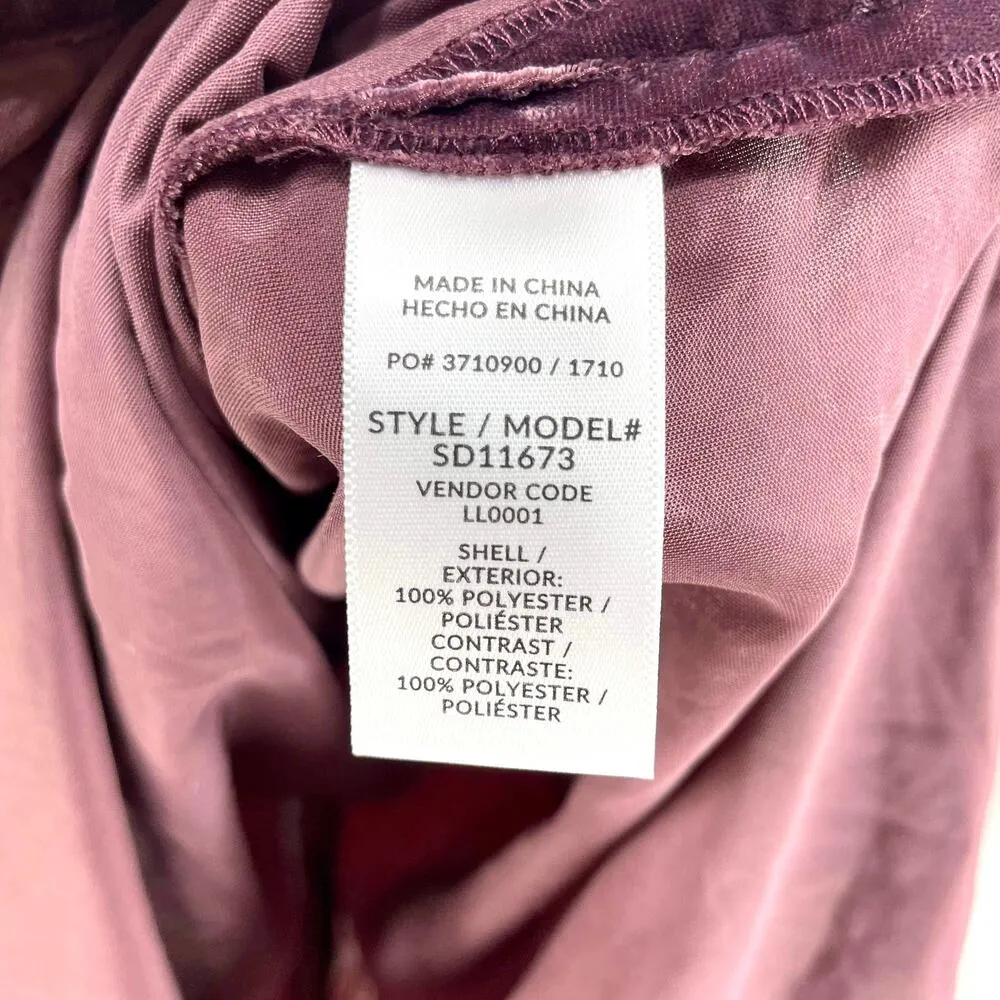 MADE IN CHINA
HECHO EN CHINA
PO# 3710900 / 1710
STYLE / MODEL#
SD11673
VENDOR CODE
LL0001
SHELL /
EXTERIOR:
100% POLYESTER /
POLIÉSTER
CONTRAST /
CONTRASTE:
100% POLYESTER /
POLIÉSTER